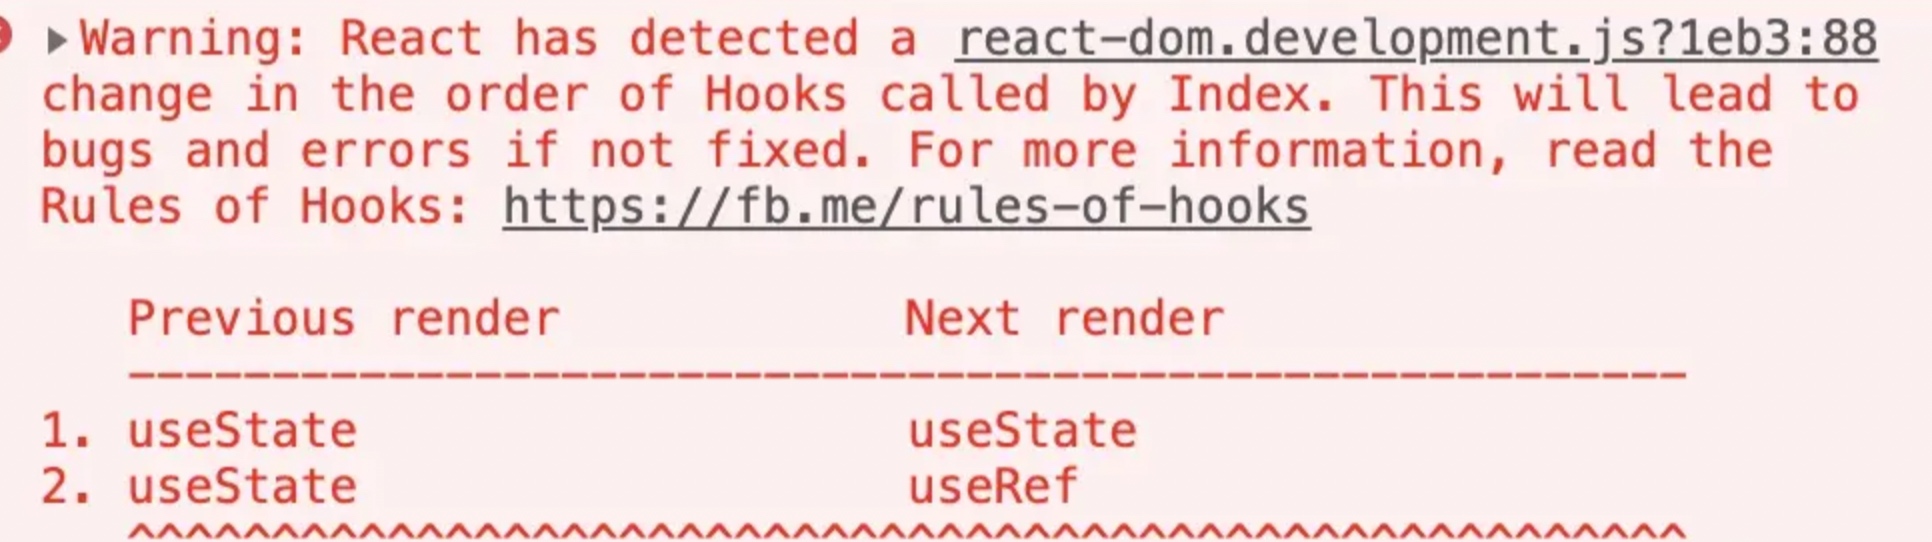 ▶Warning: React has detected a react-dom.development.js?1eb3:88
change in the order of Hooks called by Index. This will lead to
bugs and errors if not fixed. For more information, read the
Rules of Hooks: https://fb.me/rules-of-hooks
Previous render Next render
------------------------------------------------------
1. useState useState
2. useState useRef
^^^^^^^^^^^^^^^^^^^^^^^^^^^^^^^^^^^^^^^^^^^^^^^^^^^^^^